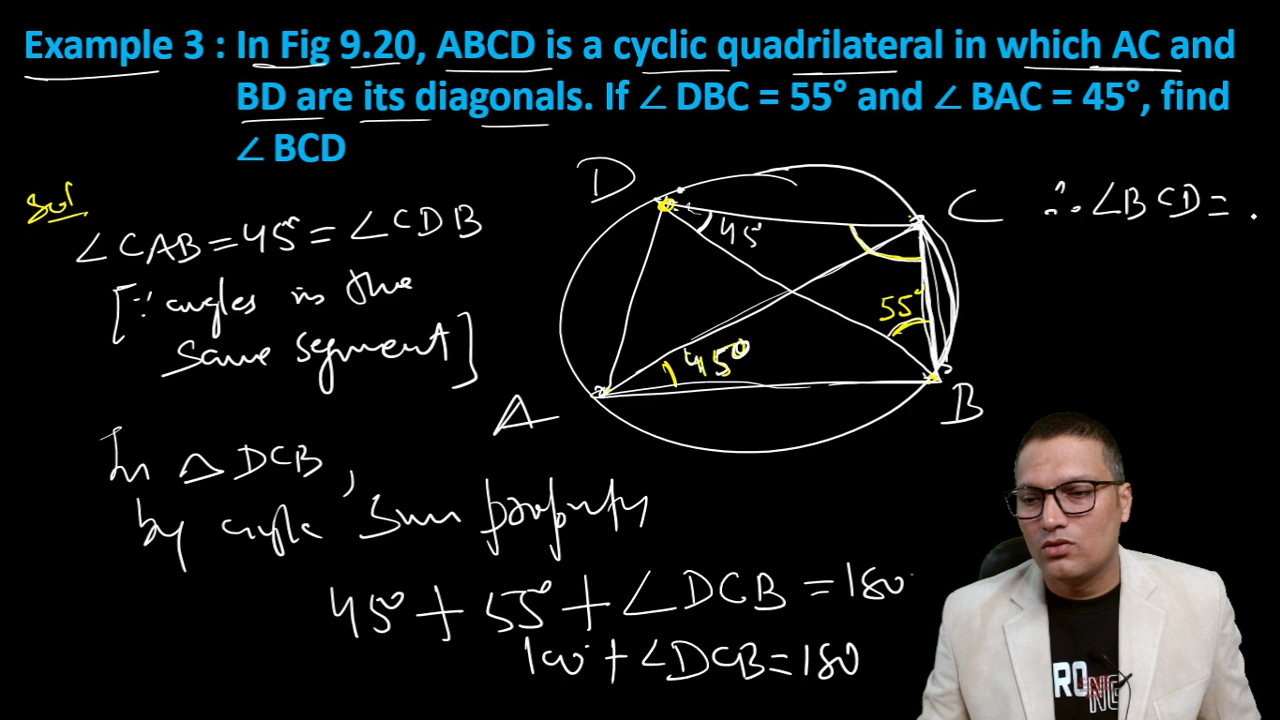 Example 3 : In Fig 9.20, ABCD is a cyclic quadrilateral in which AC and
BD are its diagonals. If ∠ DBC = 55° and ∠ BAC = 45°, find
∠ BCD
Sol
∠CAB = 45° = ∠CDB
[∵ angles in the
same segment]
In △ DCB,
by angle sum property
45° + 55° + ∠DCB = 180°
100° + ∠DCB = 180
D
C
45°
55°
45°
A
B
∴ ∠BCD =